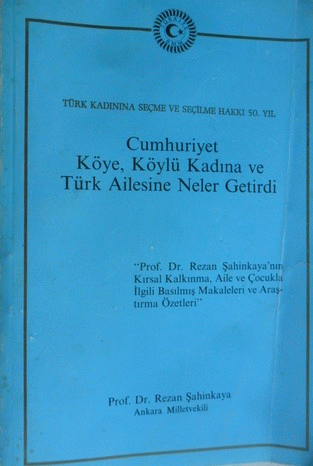 TÜRK KADININA SEÇME VE SEÇİLME HAKKI 50. YIL
Cumhuriyet
Köye, Köylü Kadına ve
Türk Ailesine Neler Getirdi
"Prof. Dr. Rezan Şahinkaya'nın
Kırsal Kalkınma, Aile ve Çocukla
İlgili Basılmış Makaleleri ve Araş-
tırma Özetleri"
Prof. Dr. Rezan Şahinkaya
Ankara Milletvekili